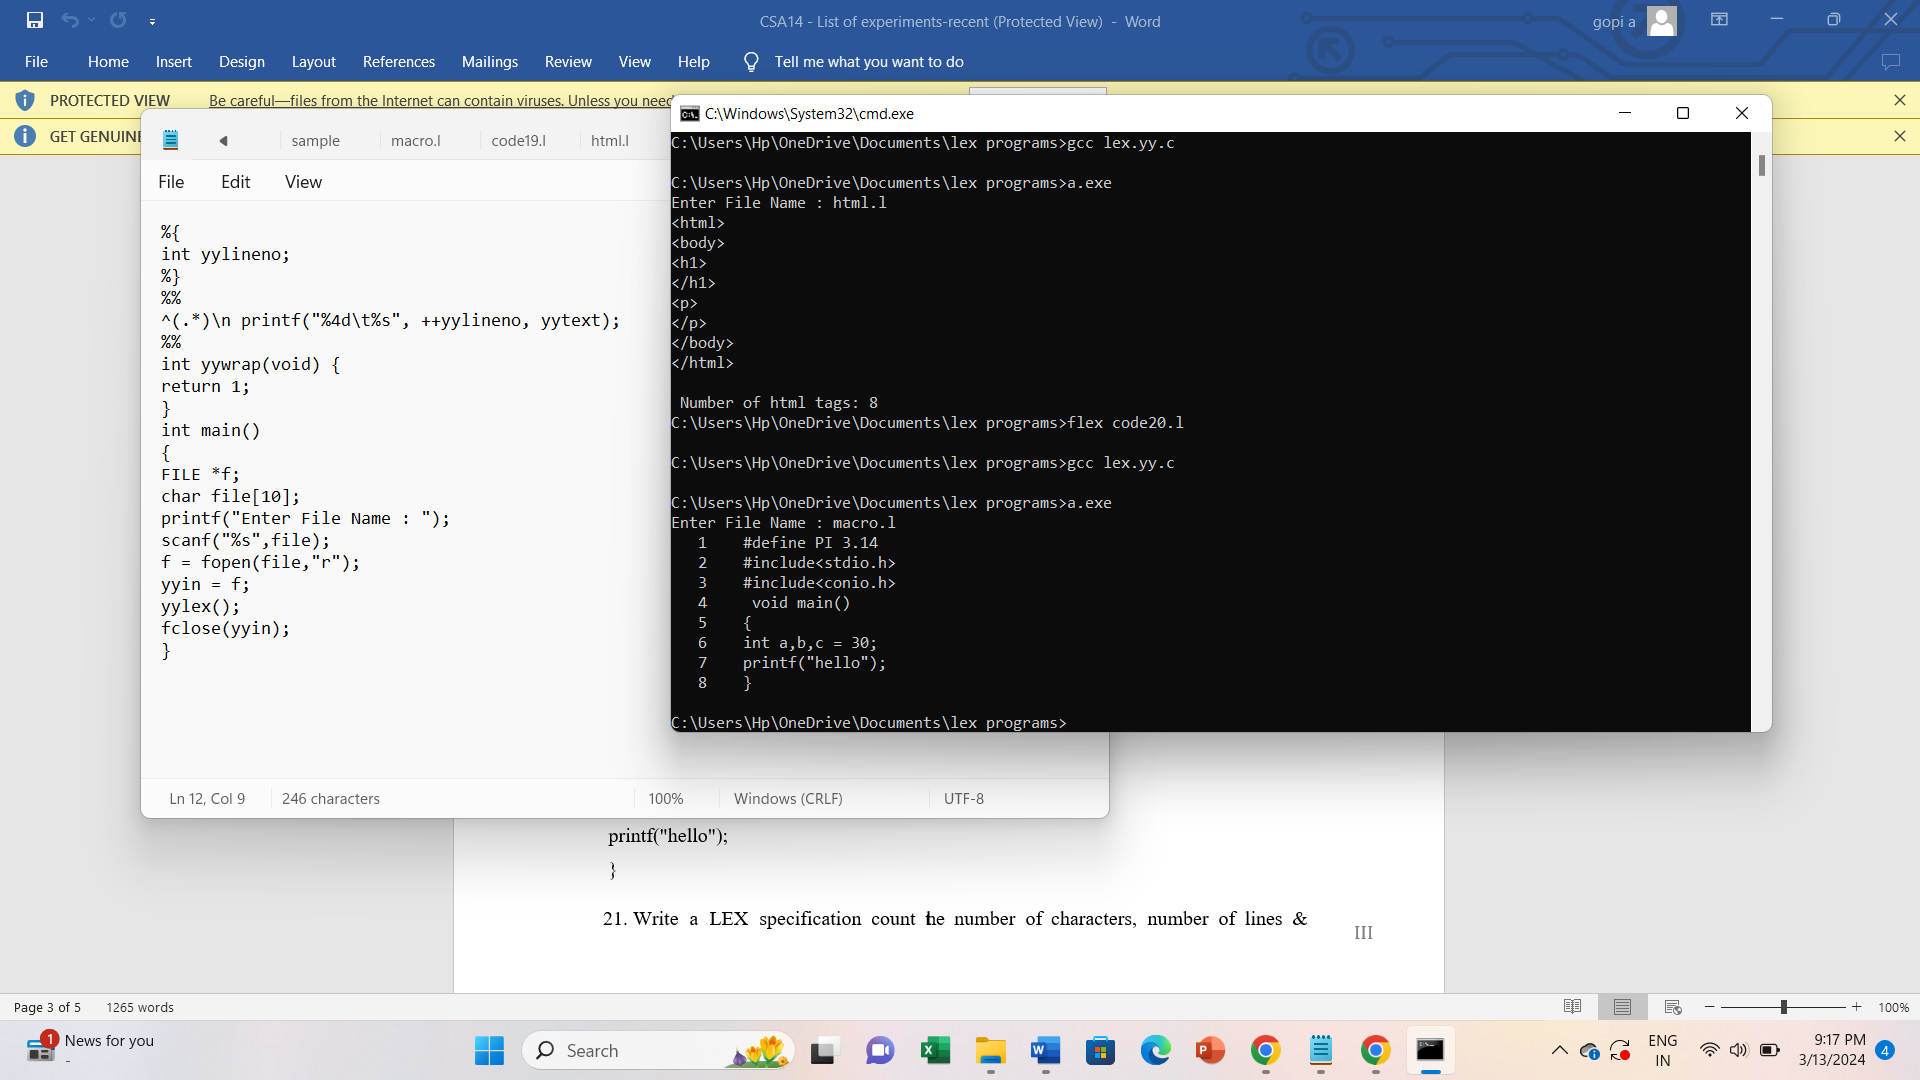 CSA14 - List of experiments-recent (Protected View) - Word
gopi a
File Home Insert Design Layout References Mailings Review View Help Tell me what you want to do
PROTECTED VIEW Be careful—files from the Internet can contain viruses. Unless you need
GET GENUINE
sample macro.l code19.l html.l
File Edit View
%{
int yylineno;
%}
%%
^(.*)\n printf("%4d\t%s", ++yylineno, yytext);
%%
int yywrap(void) {
return 1;
}
int main()
{
FILE *f;
char file[10];
printf("Enter File Name : ");
scanf("%s",file);
f = fopen(file,"r");
yyin = f;
yylex();
fclose(yyin);
}
Ln 12, Col 9 246 characters 100% Windows (CRLF) UTF-8
C:\Windows\System32\cmd.exe
C:\Users\Hp\OneDrive\Documents\lex programs>gcc lex.yy.c
C:\Users\Hp\OneDrive\Documents\lex programs>a.exe
Enter File Name : html.l
<html>
<body>
<h1>
</h1>
<p>
</p>
</body>
</html>
Number of html tags: 8
C:\Users\Hp\OneDrive\Documents\lex programs>flex code20.l
C:\Users\Hp\OneDrive\Documents\lex programs>gcc lex.yy.c
C:\Users\Hp\OneDrive\Documents\lex programs>a.exe
Enter File Name : macro.l
1 #define PI 3.14
2 #include<stdio.h>
3 #include<conio.h>
4 void main()
5 {
6 int a,b,c = 30;
7 printf("hello");
8 }
C:\Users\Hp\OneDrive\Documents\lex programs>
printf("hello");
}
21. Write a LEX specification count the number of characters, number of lines &
III
Page 3 of 5 1265 words 100%
1 News for you
Search
ENG
IN
9:17 PM
3/13/2024
4